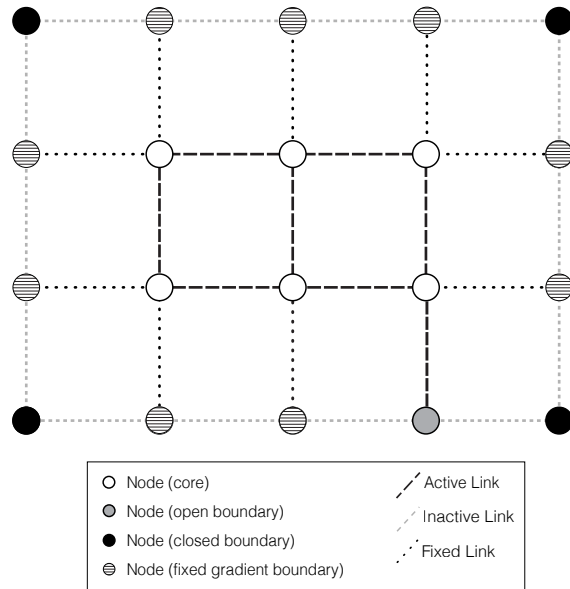 Node (core)
Node (open boundary)
Node (closed boundary)
Node (fixed gradient boundary)
Active Link
Inactive Link
Fixed Link